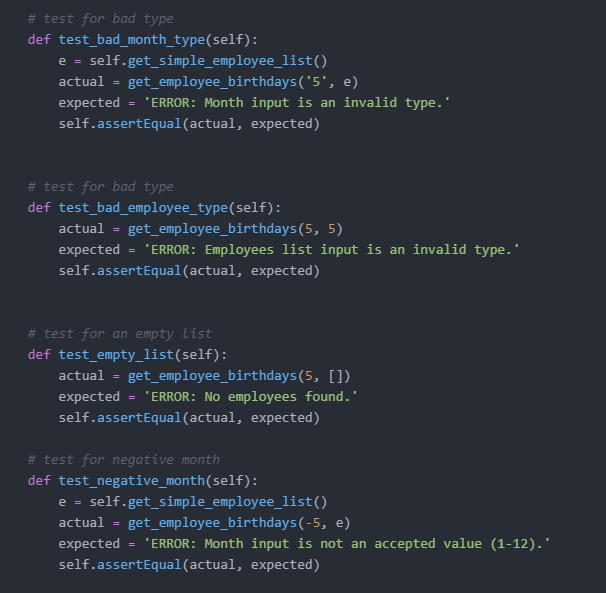 # test for bad type
def test_bad_month_type(self):
    e = self.get_simple_employee_list()
    actual = get_employee_birthdays('5', e)
    expected = 'ERROR: Month input is an invalid type.'
    self.assertEqual(actual, expected)
# test for bad type
def test_bad_employee_type(self):
    actual = get_employee_birthdays(5, 5)
    expected = 'ERROR: Employees list input is an invalid type.'
    self.assertEqual(actual, expected)
# test for an empty list
def test_empty_list(self):
    actual = get_employee_birthdays(5, [])
    expected = 'ERROR: No employees found.'
    self.assertEqual(actual, expected)
# test for negative month
def test_negative_month(self):
    e = self.get_simple_employee_list()
    actual = get_employee_birthdays(-5, e)
    expected = 'ERROR: Month input is not an accepted value (1-12).'
    self.assertEqual(actual, expected)